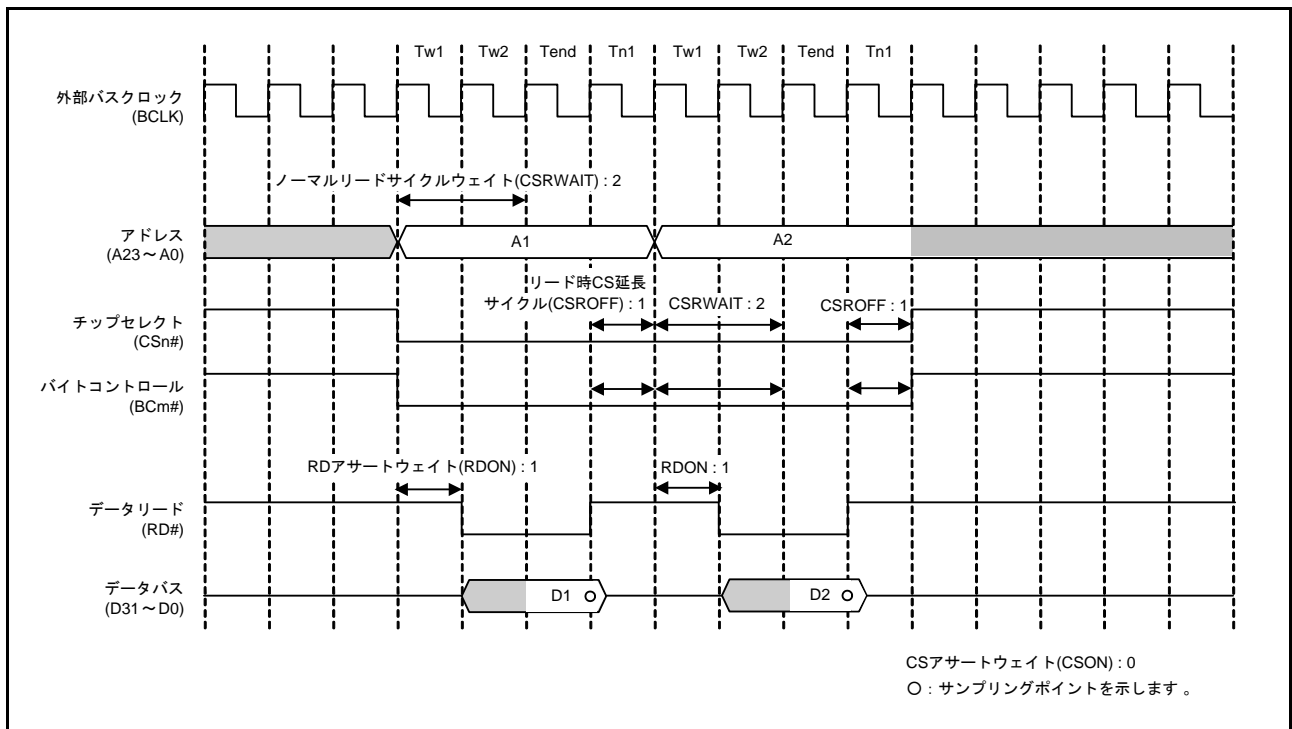 Tw1 Tw2 Tend Tn1 Tw1 Tw2 Tend Tn1
外部バスクロック
(BCLK)
ノーマルリードサイクルウェイト(CSRWAIT) : 2
アドレス
(A23～A0)
A1
A2
リード時CS延長
サイクル(CSROFF) : 1
CSRWAIT : 2
CSROFF : 1
チップセレクト
(CSn#)
バイトコントロール
(BCm#)
RDアサートウェイト(RDON) : 1
RDON : 1
データリード
(RD#)
データバス
(D31～D0)
D1
D2
CSアサートウェイト(CSON) : 0
○ : サンプリングポイントを示します。